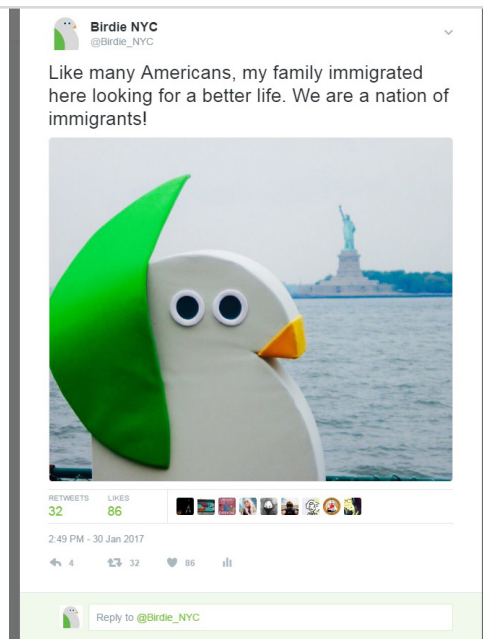 Birdie NYC
@Birdie_NYC
Like many Americans, my family immigrated
here looking for a better life. We are a nation of
immigrants!
RETWEETS LIKES
32 86
2:49 PM - 30 Jan 2017
4 32 86
Reply to @Birdie_NYC